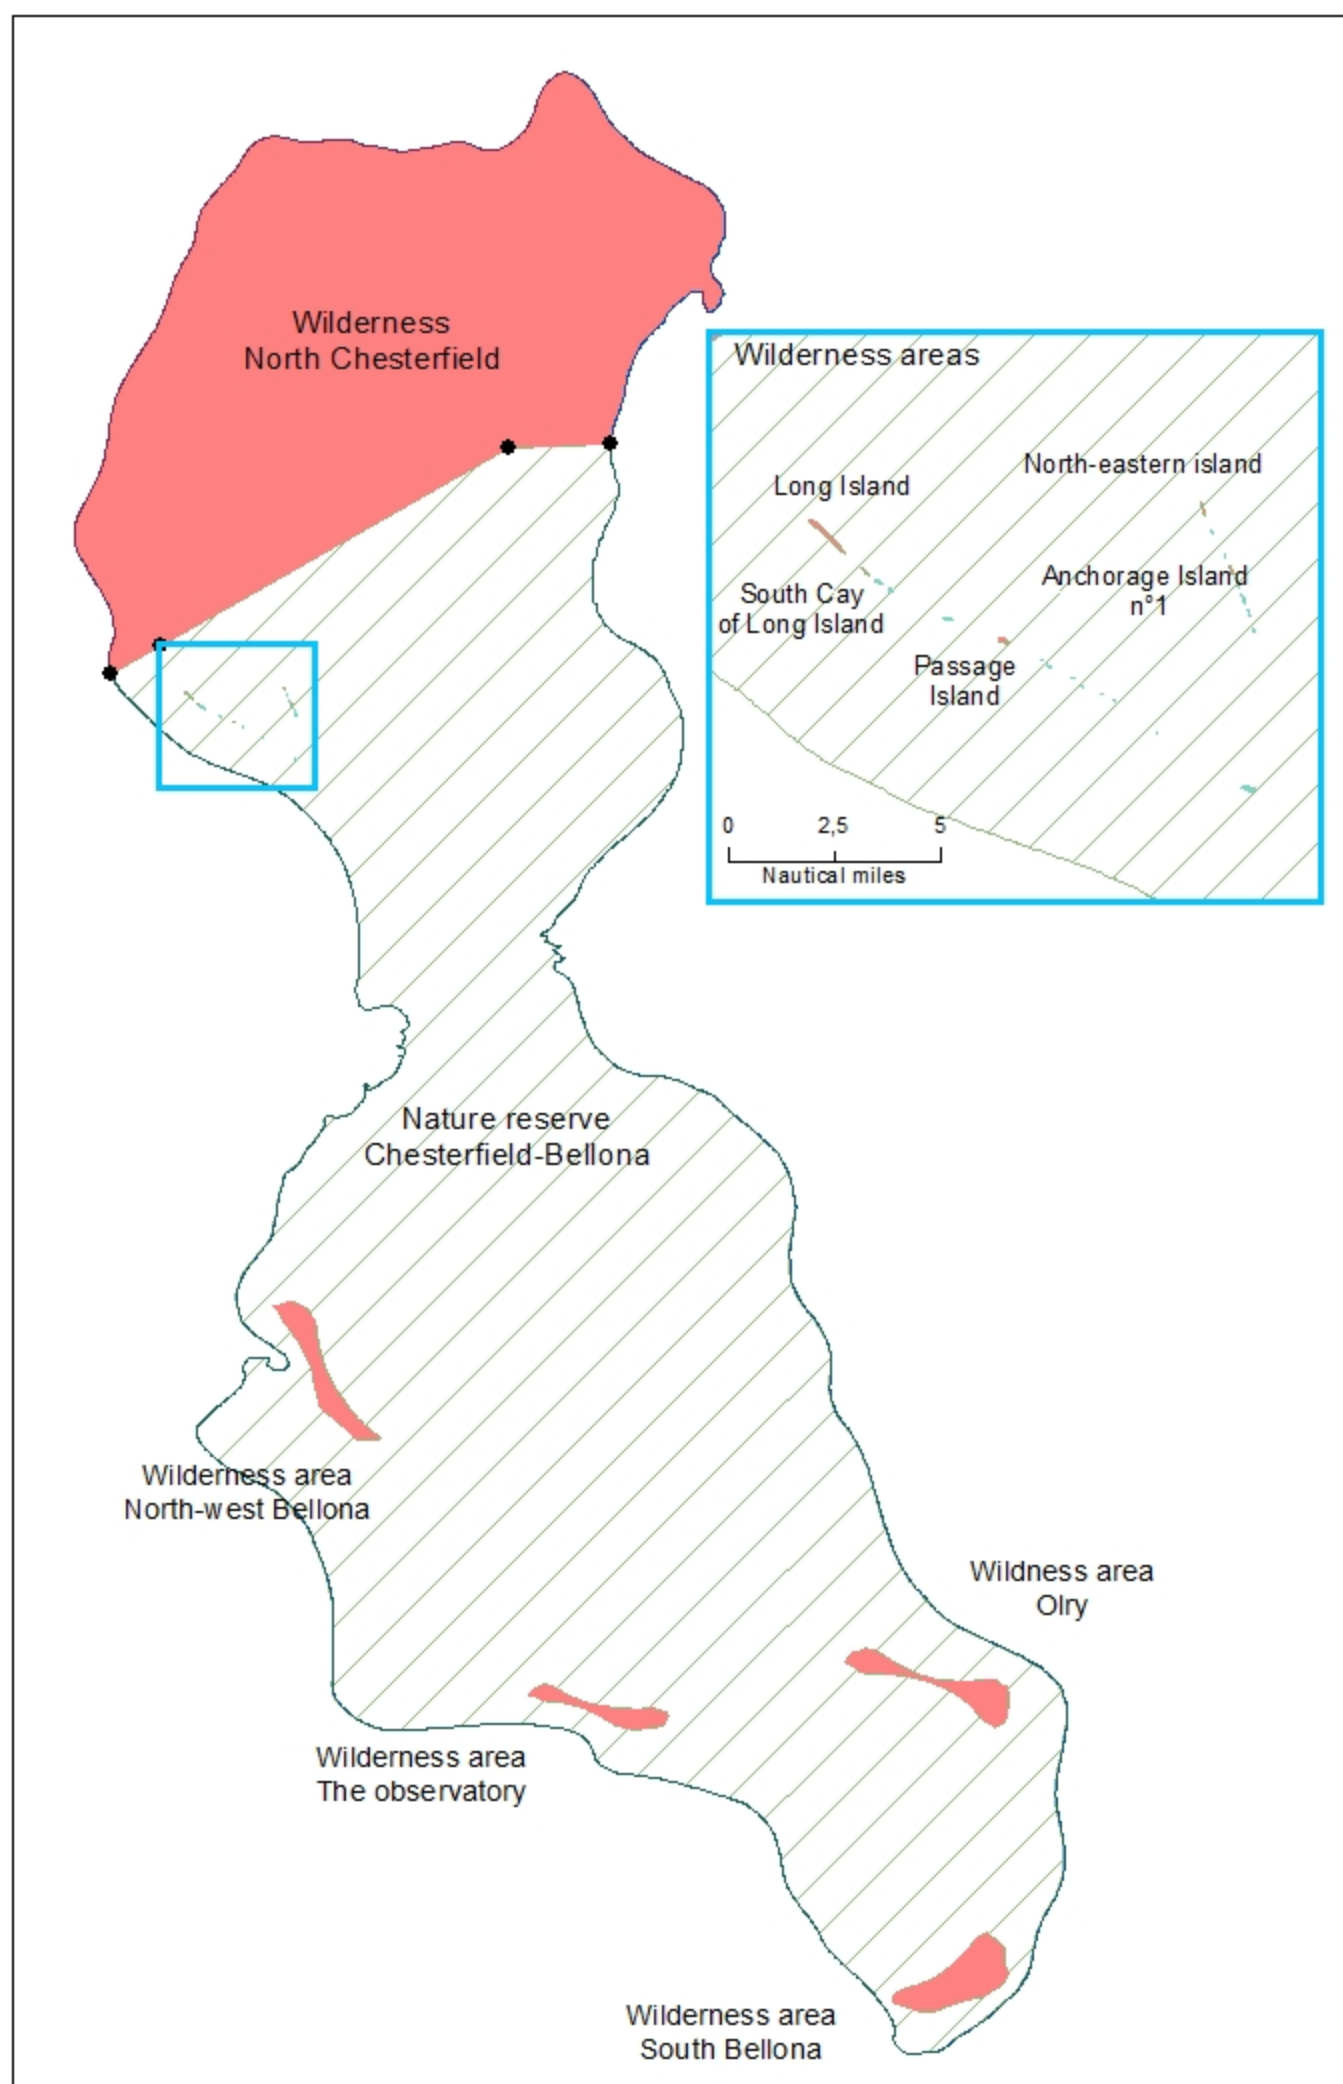 Wilderness
North Chesterfield
Wilderness areas
North-eastern island
Long Island
Anchorage Island
n°1
South Cay
of Long Island
Passage
Island
0 2,5 5
Nautical miles
Nature reserve
Chesterfield-Bellona
Wilderness area
North-west Bellona
Wildness area
Olry
Wilderness area
The observatory
Wilderness area
South Bellona